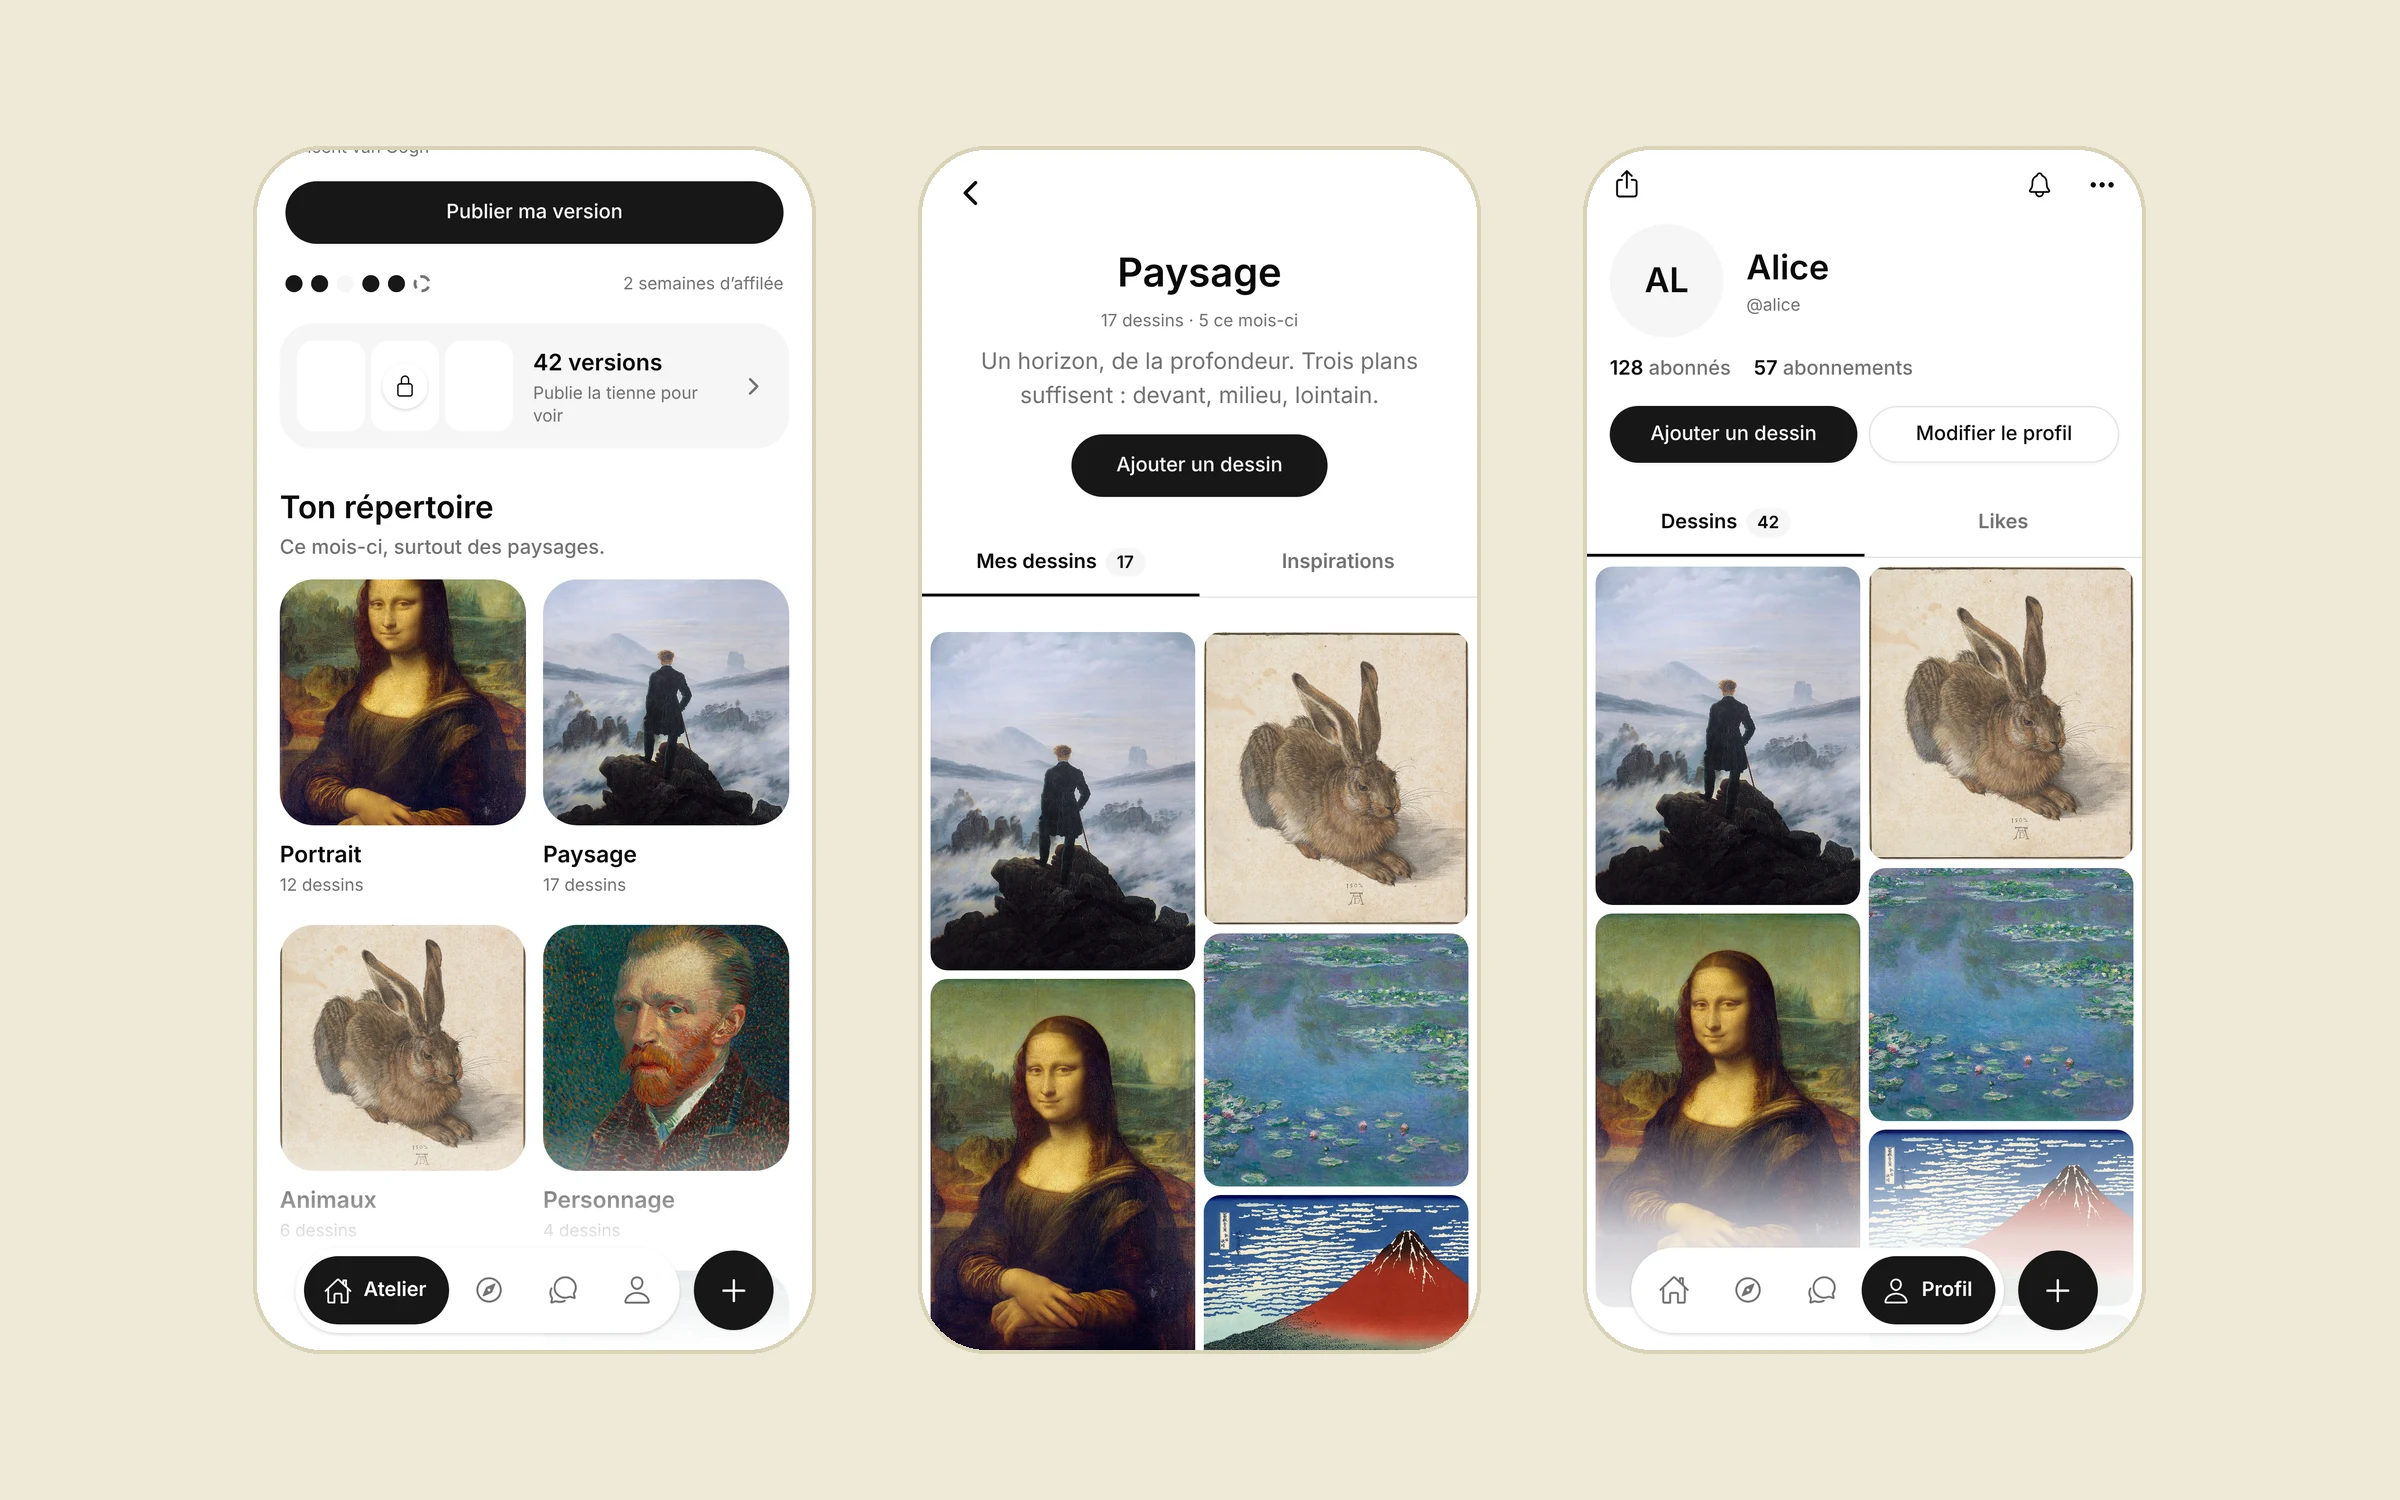 Publier ma version
2 semaines d’affilée
42 versions
Publie la tienne pour
voir
Ton répertoire
Ce mois-ci, surtout des paysages.
Portrait
12 dessins
Paysage
17 dessins
Animaux
6 dessins
Personnage
4 dessins
Atelier
Paysage
17 dessins · 5 ce mois-ci
Un horizon, de la profondeur. Trois plans
suffisent : devant, milieu, lointain.
Ajouter un dessin
Mes dessins 17
Inspirations
AL
Alice
@alice
128 abonnés 57 abonnements
Ajouter un dessin
Modifier le profil
Dessins 42
Likes
Profil